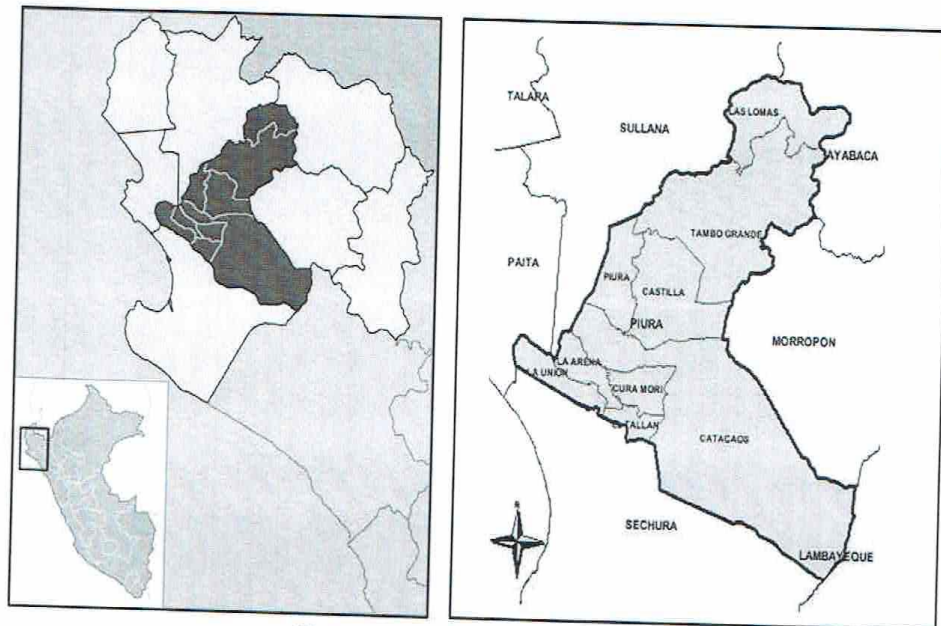 TALARA
SULLANA
LAS LOMAS
AYABACA
TAMBO GRANDE
PAITA
PIURA
CASTILLA
PIURA
MORROPON
LA ARENA
LA UNION
CURA MORI
EL TALLAN
CATACAOS
N
SECHURA
LAMBAYEQUE